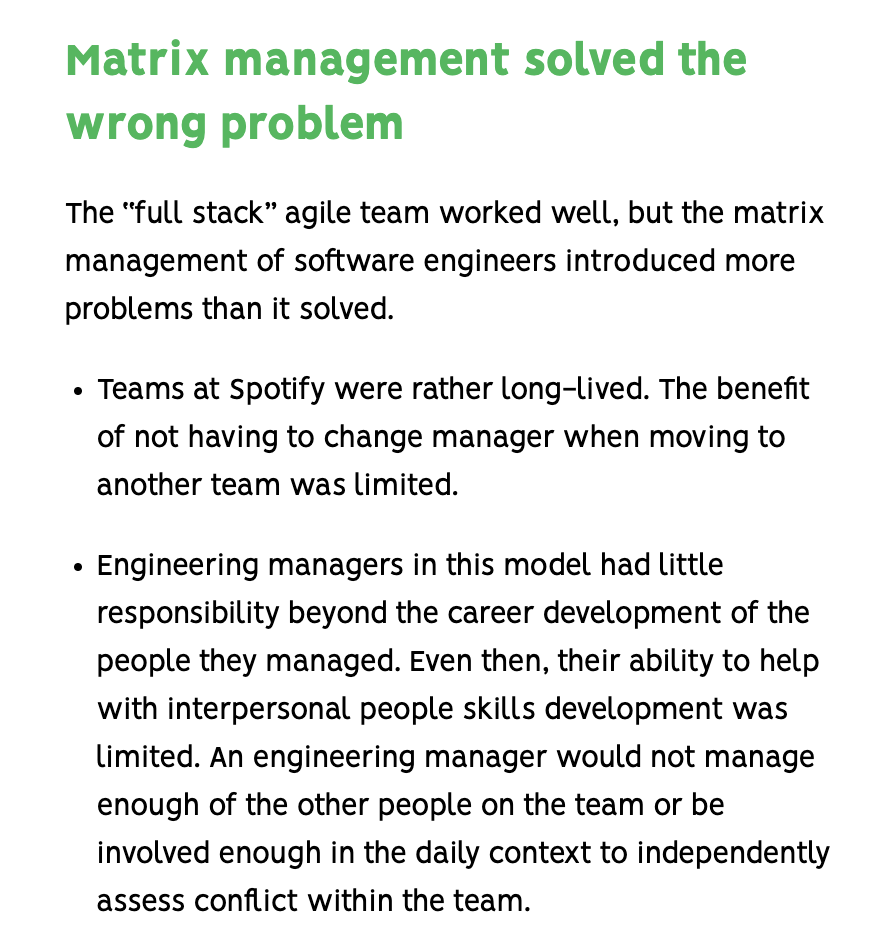 Matrix management solved the
wrong problem
The “full stack” agile team worked well, but the matrix
management of software engineers introduced more
problems than it solved.
• Teams at Spotify were rather long-lived. The benefit
of not having to change manager when moving to
another team was limited.
• Engineering managers in this model had little
responsibility beyond the career development of the
people they managed. Even then, their ability to help
with interpersonal people skills development was
limited. An engineering manager would not manage
enough of the other people on the team or be
involved enough in the daily context to independently
assess conflict within the team.